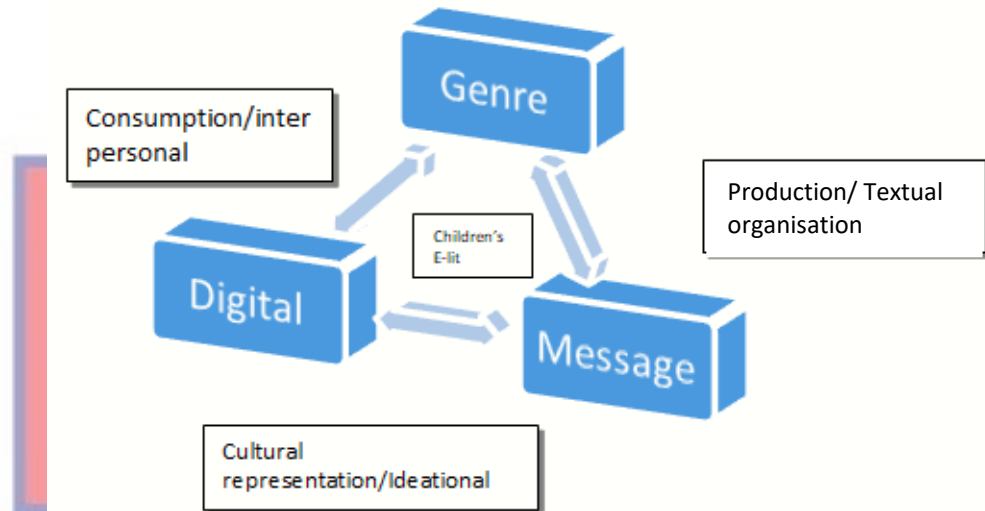 Genre
Consumption/inter
personal
Production/ Textual
organisation
Children's
E-lit
Digital
Message
Cultural
representation/Ideational